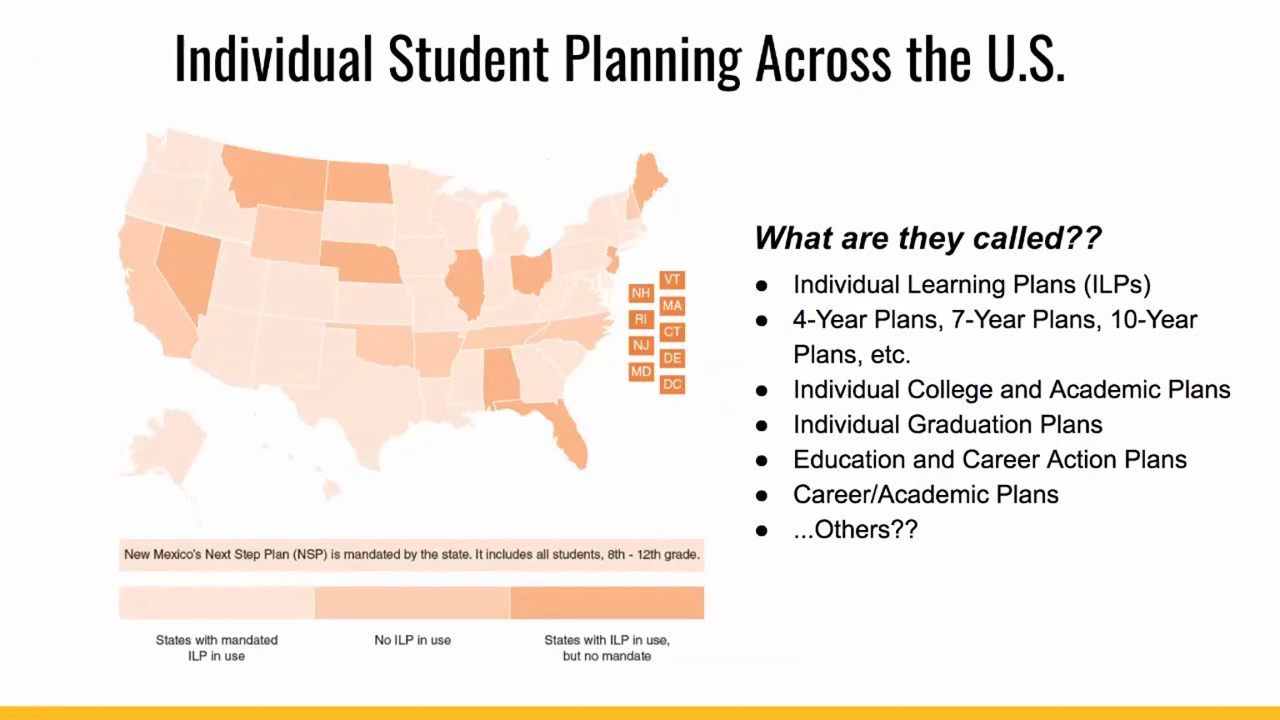 Individual Student Planning Across the U.S.
What are they called??
● Individual Learning Plans (ILPs)
● 4-Year Plans, 7-Year Plans, 10-Year
Plans, etc.
● Individual College and Academic Plans
● Individual Graduation Plans
● Education and Career Action Plans
● Career/Academic Plans
● ...Others??
VT
NH
MA
RI
CT
NJ
DE
MD
DC
New Mexico's Next Step Plan (NSP) is mandated by the state. It includes all students, 8th - 12th grade.
States with mandated
ILP in use
No ILP in use
States with ILP in use,
but no mandate